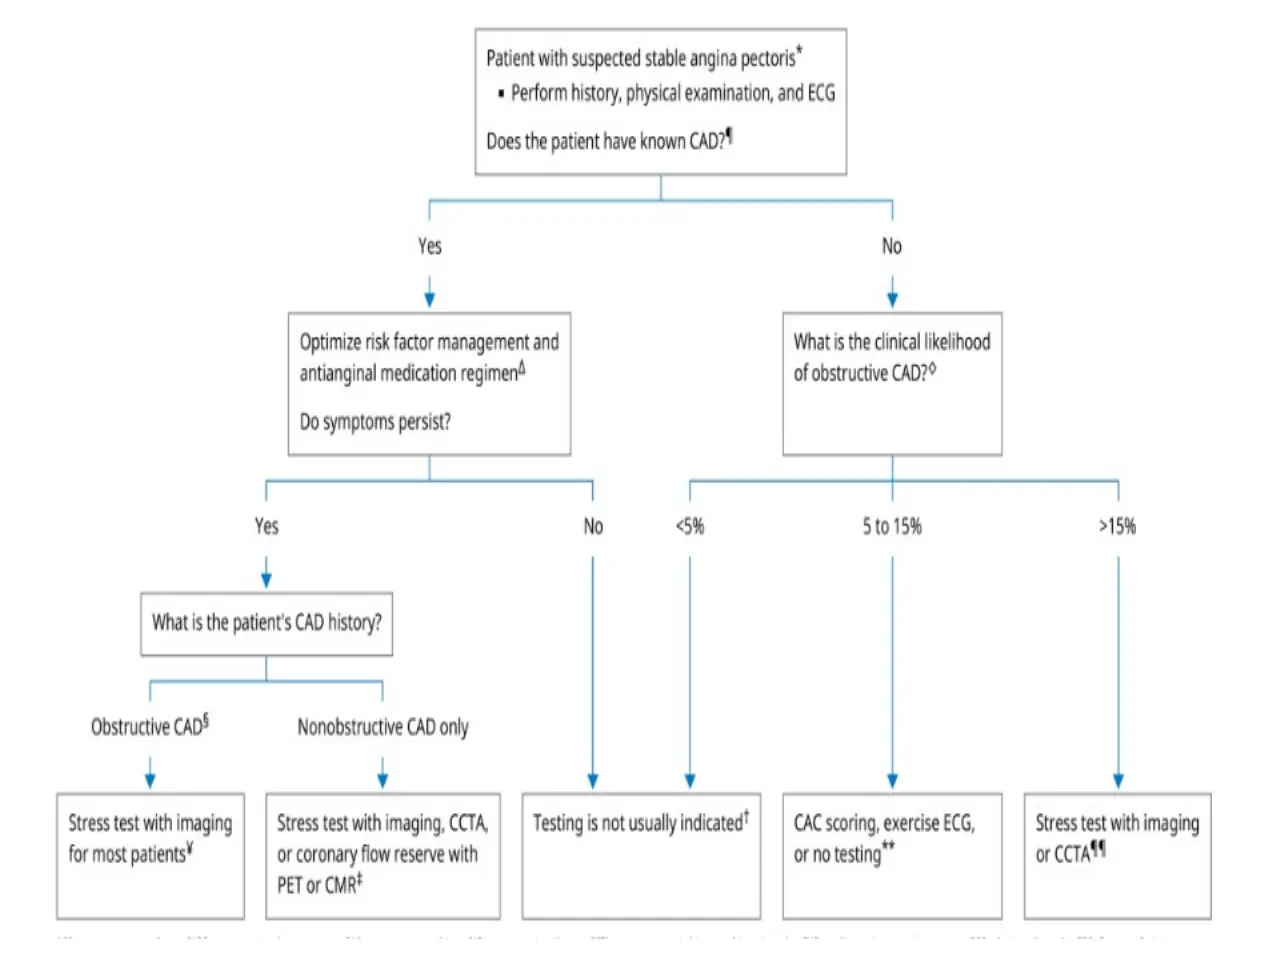 Patient with suspected stable angina pectoris*
▪ Perform history, physical examination, and ECG
Does the patient have known CAD?¶
Yes
No
Optimize risk factor management and
antianginal medication regimenΔ
Do symptoms persist?
What is the clinical likelihood
of obstructive CAD?◊
Yes
No
<5%
5 to 15%
>15%
What is the patient's CAD history?
Obstructive CAD§
Nonobstructive CAD only
Stress test with imaging
for most patients¥
Stress test with imaging, CCTA,
or coronary flow reserve with
PET or CMR‡
Testing is not usually indicated†
CAC scoring, exercise ECG,
or no testing**
Stress test with imaging
or CCTA¶¶